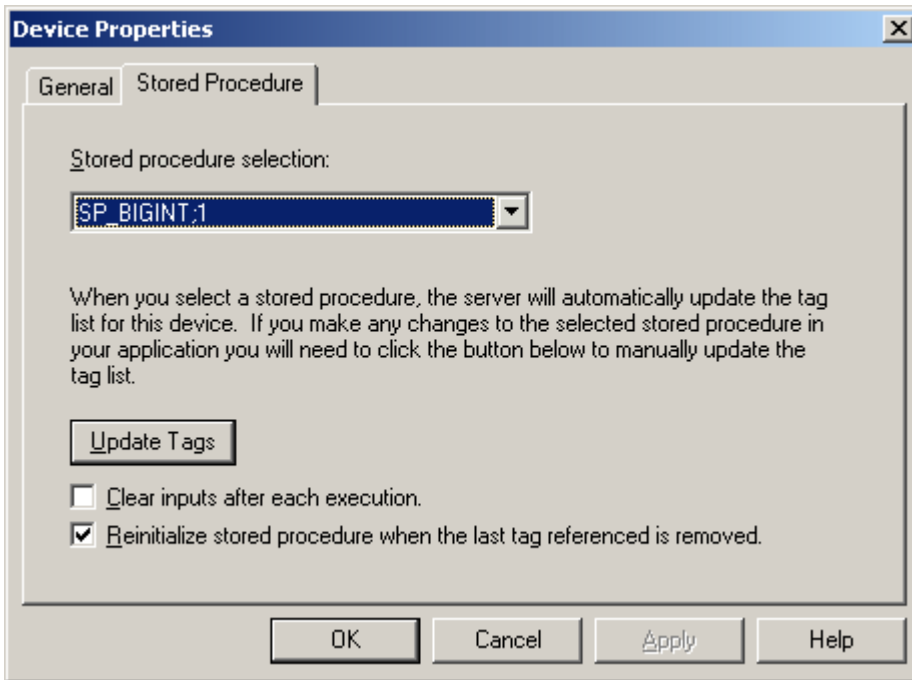 Device Properties
General
Stored Procedure
Stored procedure selection:
SP_BIGINT;1
When you select a stored procedure, the server will automatically update the tag
list for this device.  If you make any changes to the selected stored procedure in
your application you will need to click the button below to manually update the
tag list.
Update Tags
Clear inputs after each execution.
Reinitialize stored procedure when the last tag referenced is removed.
OK
Cancel
Apply
Help